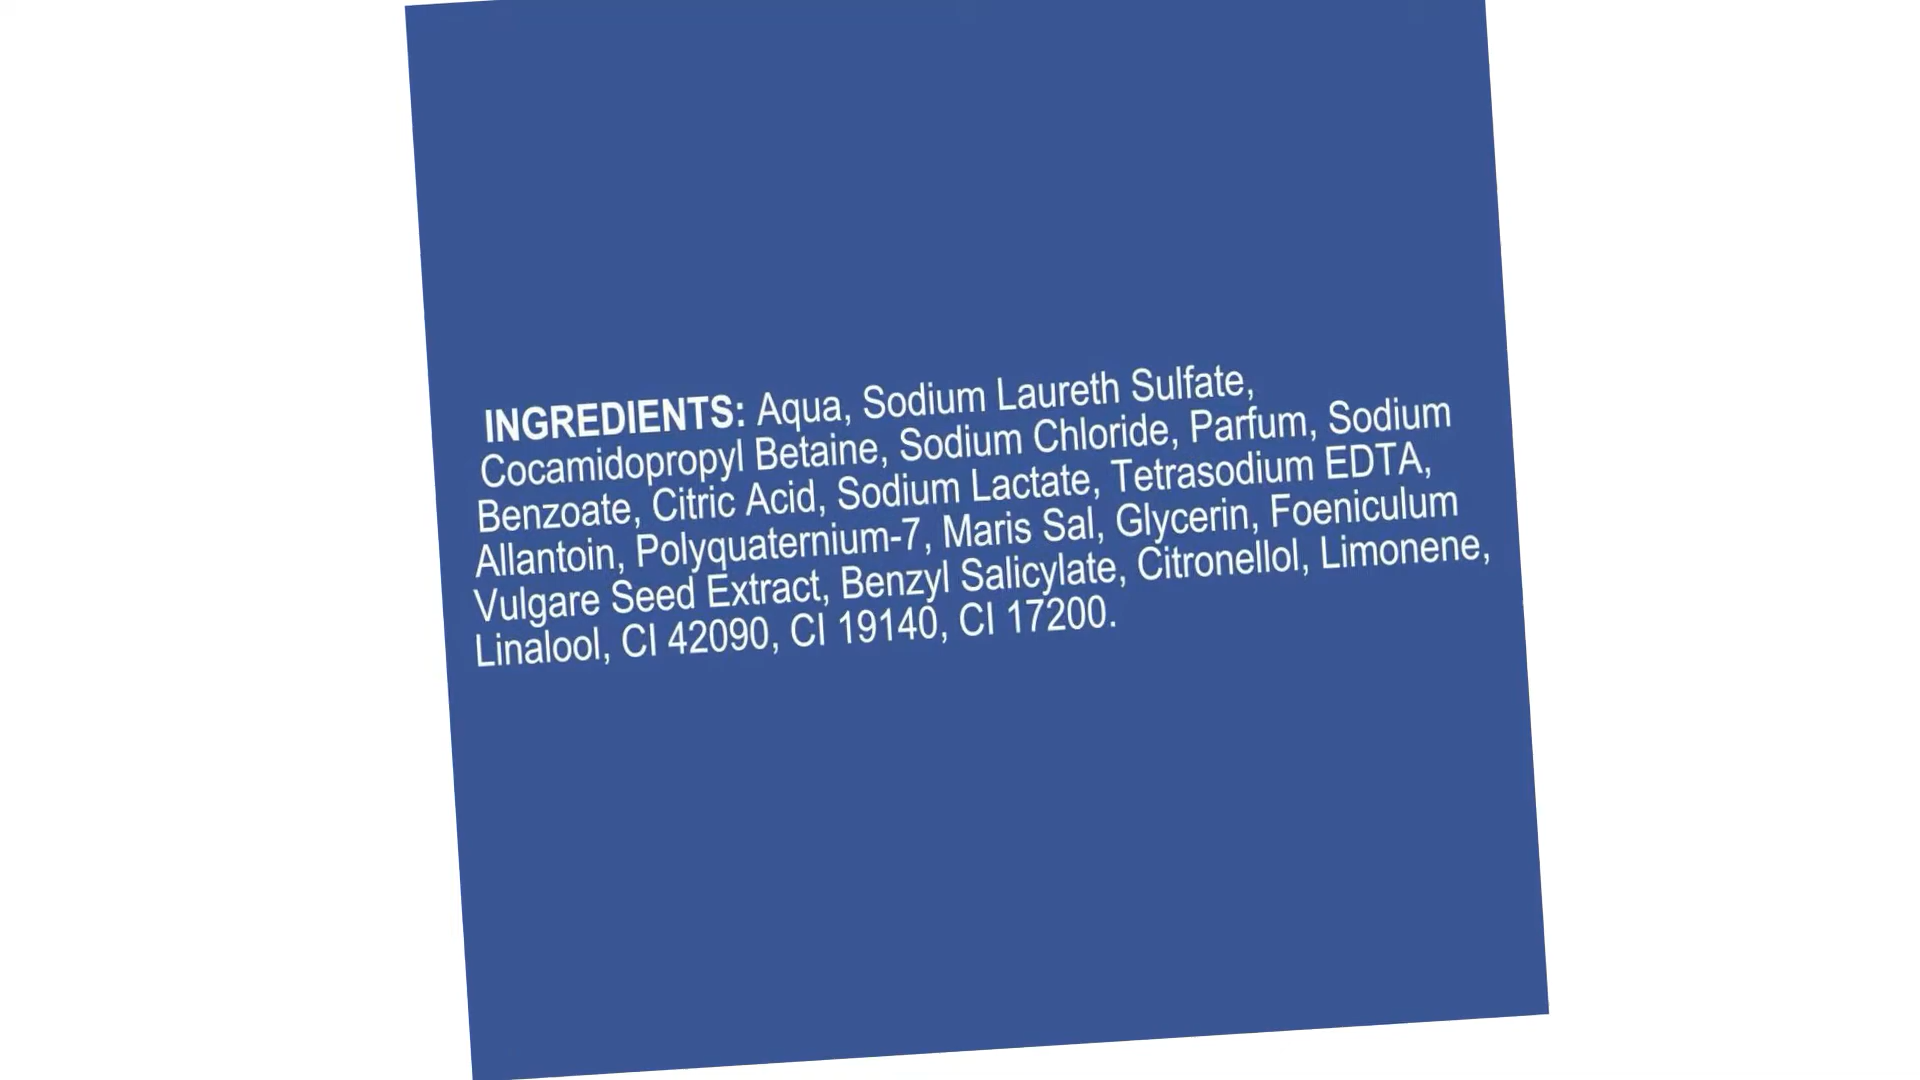 INGREDIENTS: Aqua, Sodium Laureth Sulfate,
Cocamidopropyl Betaine, Sodium Chloride, Parfum, Sodium
Benzoate, Citric Acid, Sodium Lactate, Tetrasodium EDTA,
Allantoin, Polyquaternium-7, Maris Sal, Glycerin, Foeniculum
Vulgare Seed Extract, Benzyl Salicylate, Citronellol, Limonene,
Linalool, CI 42090, CI 19140, CI 17200.